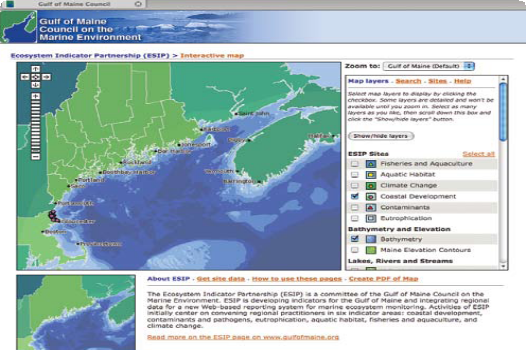 Gulf of Maine Council
Gulf of Maine
Council on the
Marine Environment
Ecosystem Indicator Partnership (ESIP) > Interactive map
Zoom to: Gulf of Maine (Default)
Map layers . Search . Sites . Help
Select map layers to display by clicking the
checkbox. Some layers are detailed and won't be
available until you zoom in. Select as many
layers as you like, then scroll down this box and
click the "Show/hide layers" button.
Show/hide layers
ESIP Sites Select all
Fisheries and Aquaculture
Aquatic Habitat
Climate Change
Coastal Development
Contaminants
Eutrophication
Bathymetry and Elevation
Bathymetry
Maine Elevation Contours
Lakes, Rivers and Streams
Saint John
Eastport
Jonesport
Digby
Halifax
Bar Harbor
Rockland
Boothbay Harbor
Portland
Yarmouth
Barrington
Portsmouth
Gloucester
Boston
Provincetown
About ESIP . Get site data . How to use these pages . Create PDF of Map
The Ecosystem Indicator Partnership (ESIP) is a committee of the Gulf of Maine Council on the
Marine Environment. ESIP is developing indicators for the Gulf of Maine and integrating regional
data for a new Web-based reporting system for marine ecosystem monitoring. Activities of ESIP
initially center on convening regional practitioners in six indicator areas: coastal development,
contaminants and pathogens, eutrophication, aquatic habitat, fisheries and aquaculture, and
climate change.
Read more on the ESIP page on www.gulfofmaine.org